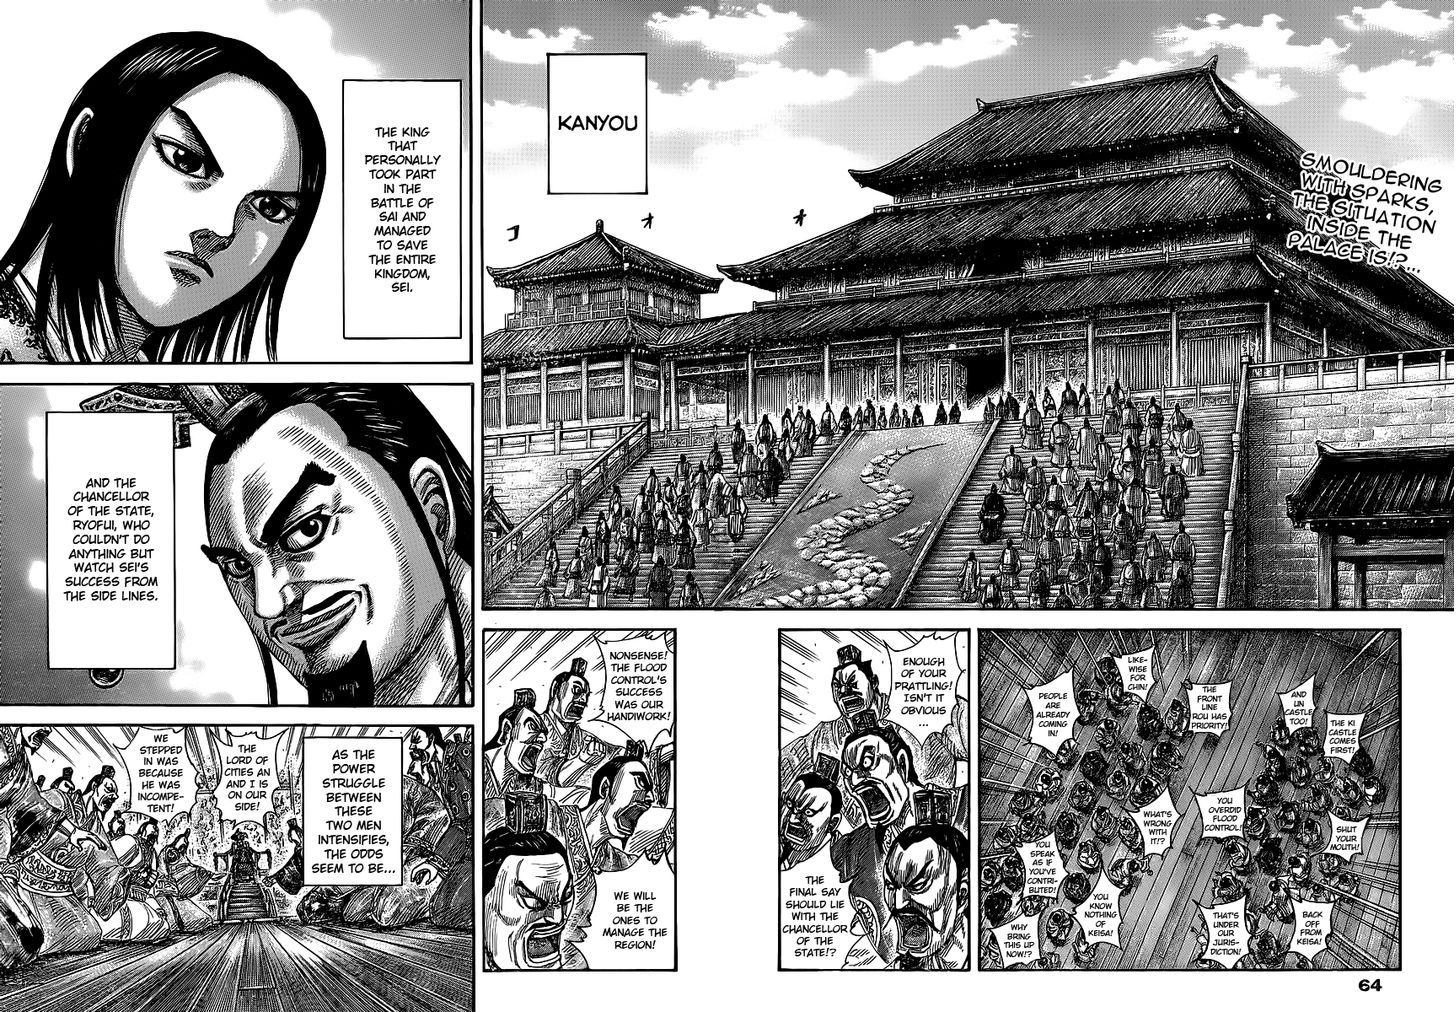 KANYOU
SMOULDERING
WITH SPARKS,
THE SITUATION
INSIDE THE
PALACE IS!?...
オ
オ
コ
LIKE-
WISE
FOR
CHIN!
PEOPLE
ARE
ALREADY
COMING
IN!
THE
FRONT
LINE
ROU HAS
PRIORITY!
AND
LIN
CASTLE
TOO!
THE KI
CASTLE
COMES
FIRST!
WHAT'S
WRONG
WITH
IT!?
YOU
OVERDID
FLOOD
CONTROL!
SHUT
YOUR
MOUTH!
YOU
SPEAK
AS IF
YOU'VE
CONTRI-
BUTED!
YOU
KNOW
NOTHING
OF
KEISA!
WHY
BRING
THIS UP
NOW!?
THAT'S
UNDER
OUR
JURIS-
DICTION!
BACK
OFF
FROM
KEISA!
ENOUGH
OF YOUR
PRATTLING!
ISN'T IT
OBVIOUS
...
THE
FINAL SAY
SHOULD LIE
WITH THE
CHANCELLOR
OF THE
STATE!?
NONSENSE!
THE FLOOD
CONTROL'S
SUCCESS
WAS OUR
HANDIWORK!
WE WILL
BE THE
ONES TO
MANAGE THE
REGION!
64
THE KING
THAT
PERSONALLY
TOOK PART
IN THE
BATTLE OF
SAI AND
MANAGED
TO SAVE
THE ENTIRE
KINGDOM,
SEI.
AND THE
CHANCELLOR
OF THE STATE,
RYOFUI, WHO
COULDN'T DO
ANYTHING BUT
WATCH SEI'S
SUCCESS FROM
THE SIDE LINES.
AS THE
POWER
STRUGGLE
BETWEEN
THESE
TWO MEN
INTENSIFIES,
THE ODDS
SEEM TO BE...
THE
LORD OF
CITIES AN
AND I IS
ON OUR
SIDE!
WE
STEPPED
IN WAS
BECAUSE
HE WAS
INCOMPE-
TENT!